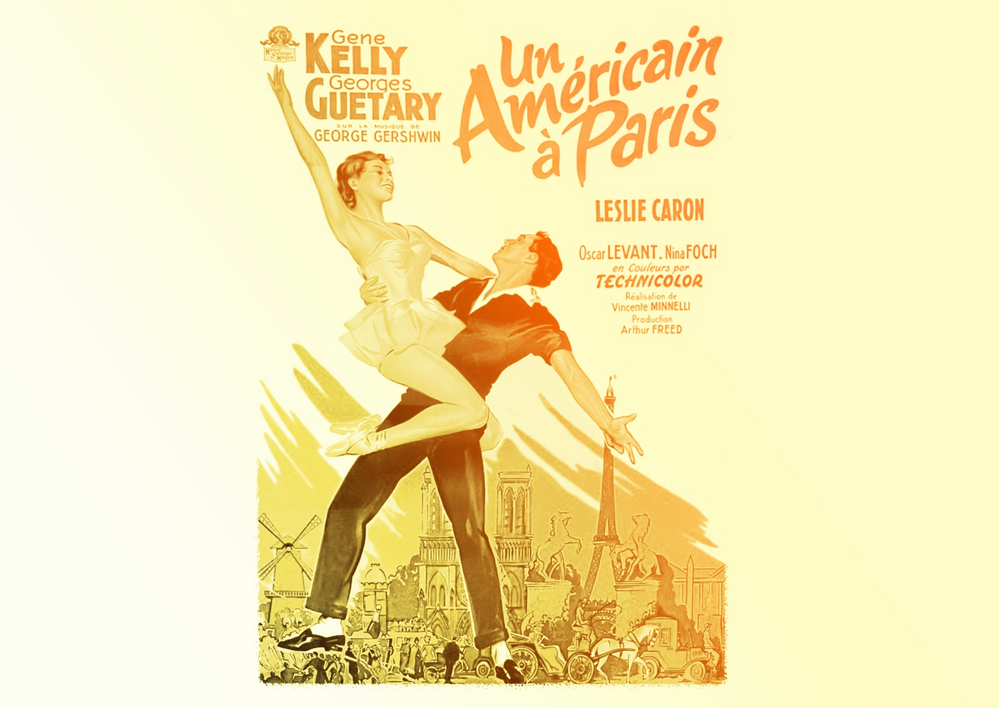 Metro
Goldwyn
Mayer
Gene
KELLY
Georges
GUETARY
SUR LA MUSIQUE DE
GEORGE GERSHWIN
Un
Américain
à Paris
LESLIE CARON
Oscar LEVANT. Nina FOCH
en Couleurs par
TECHNICOLOR
Réalisation de
Vincente MINNELLI
Production
Arthur FREED